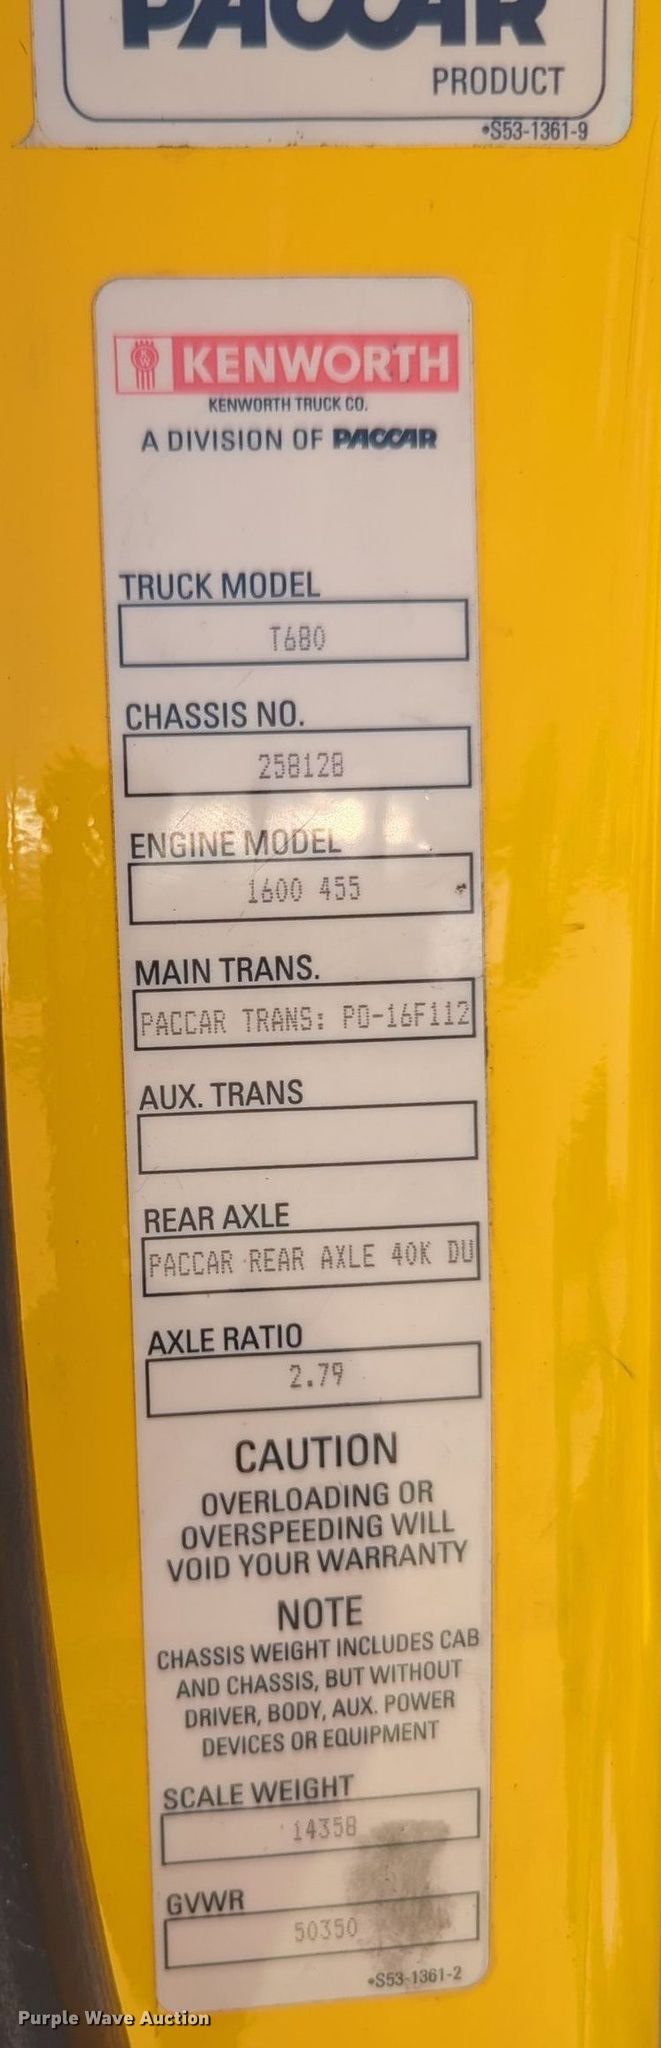 PACCAR
PRODUCT
•S53-1361-9
KENWORTH
KENWORTH TRUCK CO.
A DIVISION OF PACCAR
TRUCK MODEL
T680
CHASSIS NO.
258128
ENGINE MODEL
1600 455
MAIN TRANS.
PACCAR TRANS: PO-16F112
AUX. TRANS
REAR AXLE
PACCAR REAR AXLE 40K DU
AXLE RATIO
2.79
CAUTION
OVERLOADING OR
OVERSPEEDING WILL
VOID YOUR WARRANTY
NOTE
CHASSIS WEIGHT INCLUDES CAB
AND CHASSIS, BUT WITHOUT
DRIVER, BODY, AUX. POWER
DEVICES OR EQUIPMENT
SCALE WEIGHT
14358
GVWR
50350
•S53-1361-2
Purple Wave Auction